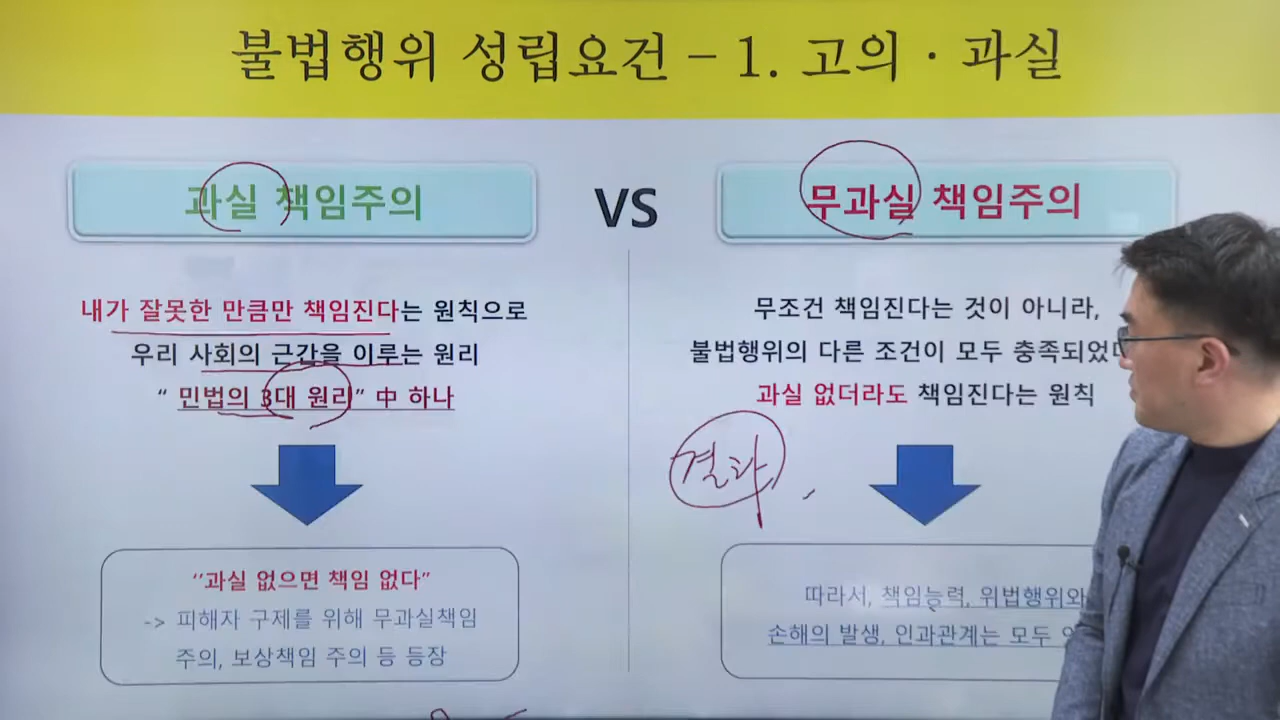 불법행위 성립요건 – 1. 고의 · 과실
과실 책임주의
VS
무과실 책임주의
내가 잘못한 만큼만 책임진다는 원칙으로
우리 사회의 근간을 이루는 원리
“ 민법의 3대 원리” 中 하나
무조건 책임진다는 것이 아니라,
불법행위의 다른 조건이 모두 충족되었다
과실 없더라도 책임진다는 원칙
결과
‘‘과실 없으면 책임 없다”
-> 피해자 구제를 위해 무과실책임
주의, 보상책임 주의 등 등장
따라서, 책임능력, 위법행위와
손해의 발생, 인과관계는 모두